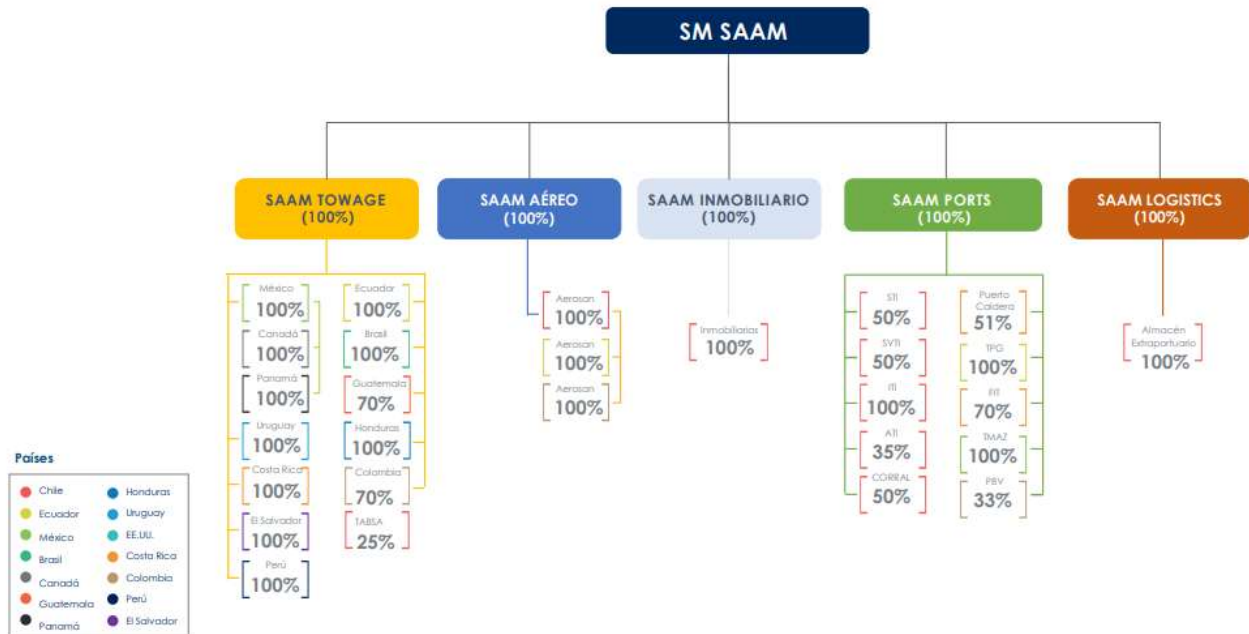 SM SAAM
SAAM TOWAGE
(100%)
SAAM AÉREO
(100%)
SAAM INMOBILIARIO
(100%)
SAAM PORTS
(100%)
SAAM LOGISTICS
(100%)
México
100%
Canadá
100%
Panamá
100%
Uruguay
100%
Costa Rica
100%
El Salvador
100%
Perú
100%
Ecuador
100%
Brasil
100%
Guatemala
70%
Honduras
100%
Colombia
70%
TABSA
25%
Aerosan
100%
Aerosan
100%
Aerosan
100%
Inmobiliarias
100%
STI
50%
SVTI
50%
ITI
100%
ATI
35%
CORRAL
50%
Puerto
Caldera
51%
TPG
100%
FIT
70%
TMAZ
100%
PBV
33%
Almacén
Extraportuario
100%
Países
Chile
Ecuador
México
Brasil
Canadá
Guatemala
Panamá
Honduras
Uruguay
EE.UU.
Costa Rica
Colombia
Perú
El Salvador